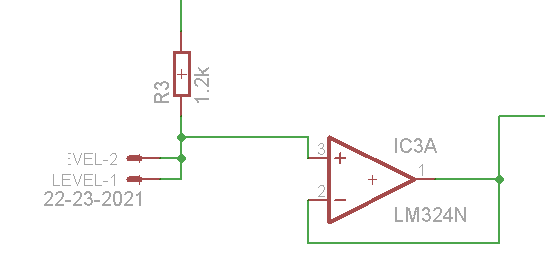 R3
1.2k
EVEL-2
LEVEL-1
22-23-2021
3
2
1
IC3A
LM324N